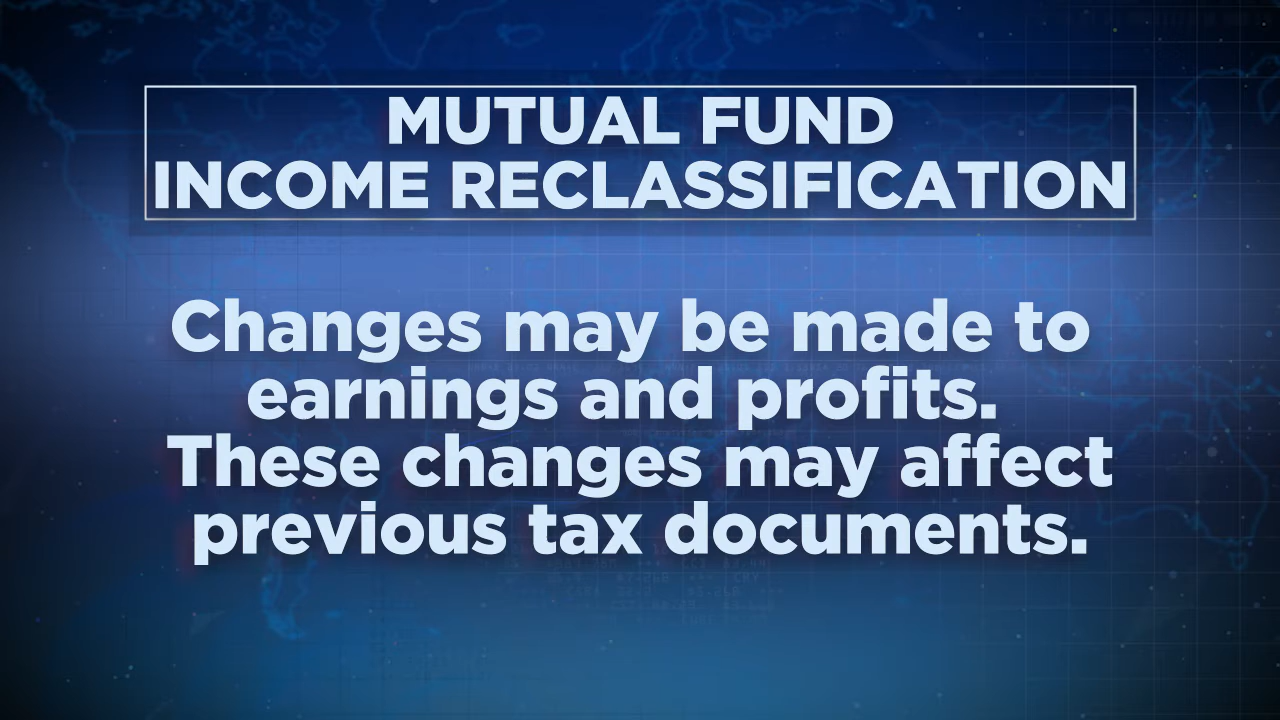 MUTUAL FUND
INCOME RECLASSIFICATION
Changes may be made to
earnings and profits.
These changes may affect
previous tax documents.